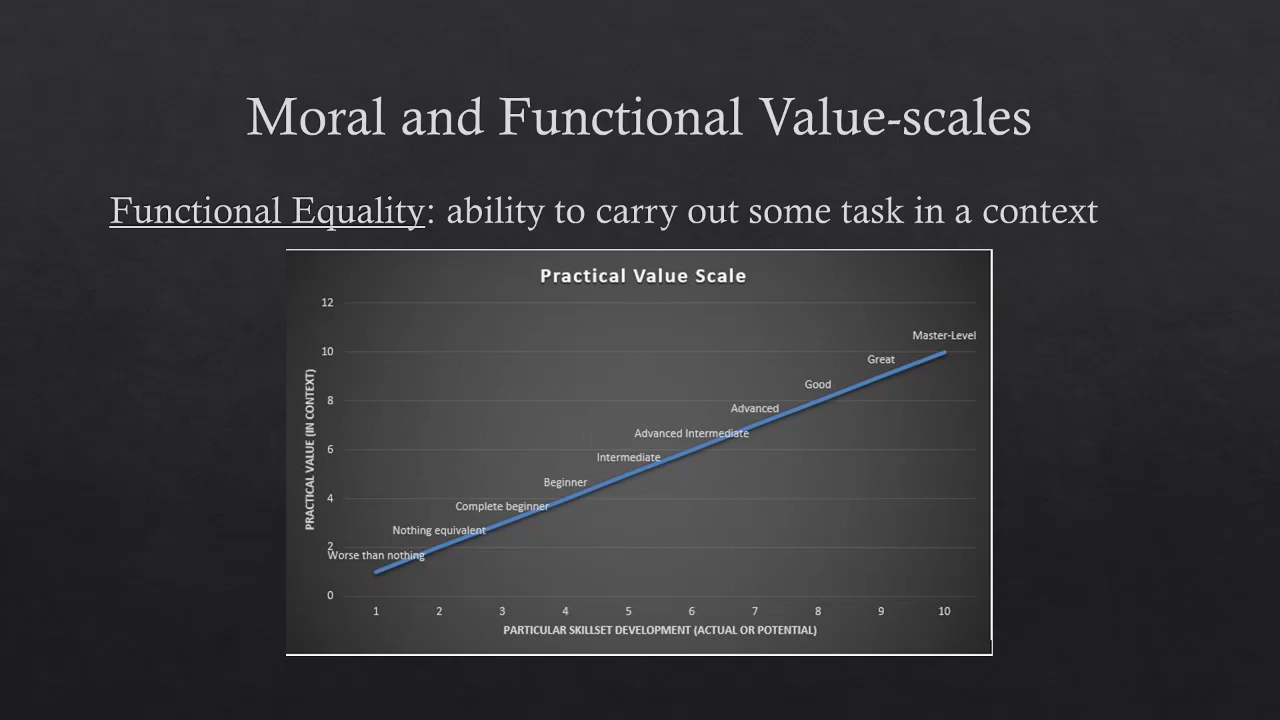 Moral and Functional Value-scales
Functional Equality: ability to carry out some task in a context
Practical Value Scale
12
10
8
6
4
2
0
PRACTICAL VALUE (IN CONTEXT)
Master-Level
Great
Good
Advanced
Advanced Intermediate
Intermediate
Beginner
Complete beginner
Nothing equivalent
Worse than nothing
1 2 3 4 5 6 7 8 9 10
PARTICULAR SKILLSET DEVELOPMENT (ACTUAL OR POTENTIAL)